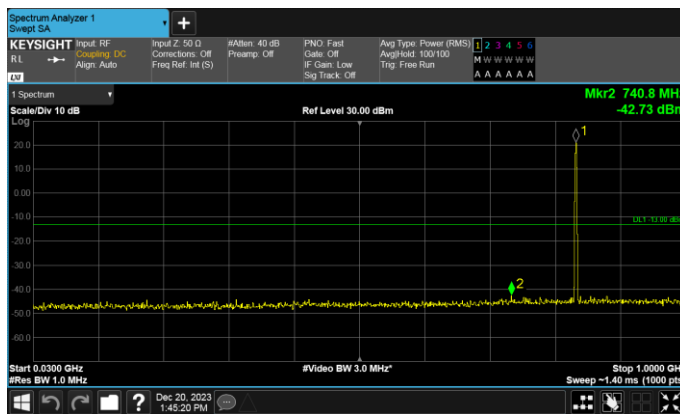 Spectrum Analyzer 1
Swept SA
+
KEYSIGHT Input: RF Input Z: 50 Ω #Atten: 40 dB PNO: Fast Avg Type: Power (RMS) 1 2 3 4 5 6
RL Coupling: DC Corrections: Off Preamp: Off Gate: Off Avg|Hold: 100/100 M W W W W W
Align: Auto Freq Ref: Int (S) IF Gain: Low Trig: Free Run
Sig Track: Off A A A A A A
LXI
1 Spectrum Mkr2 740.8 MHz
Scale/Div 10 dB Ref Level 30.00 dBm -42.73 dBm
Log
1
20.0
10.0
0.00
-10.0
DL1 -13.00 dBm
-20.0
-30.0
2
-40.0
-50.0
-60.0
Start 0.0300 GHz #Video BW 3.0 MHz* Stop 1.0000 GHz
#Res BW 1.0 MHz Sweep ~1.40 ms (1000 pts)
? Dec 20, 2023
1:45:20 PM